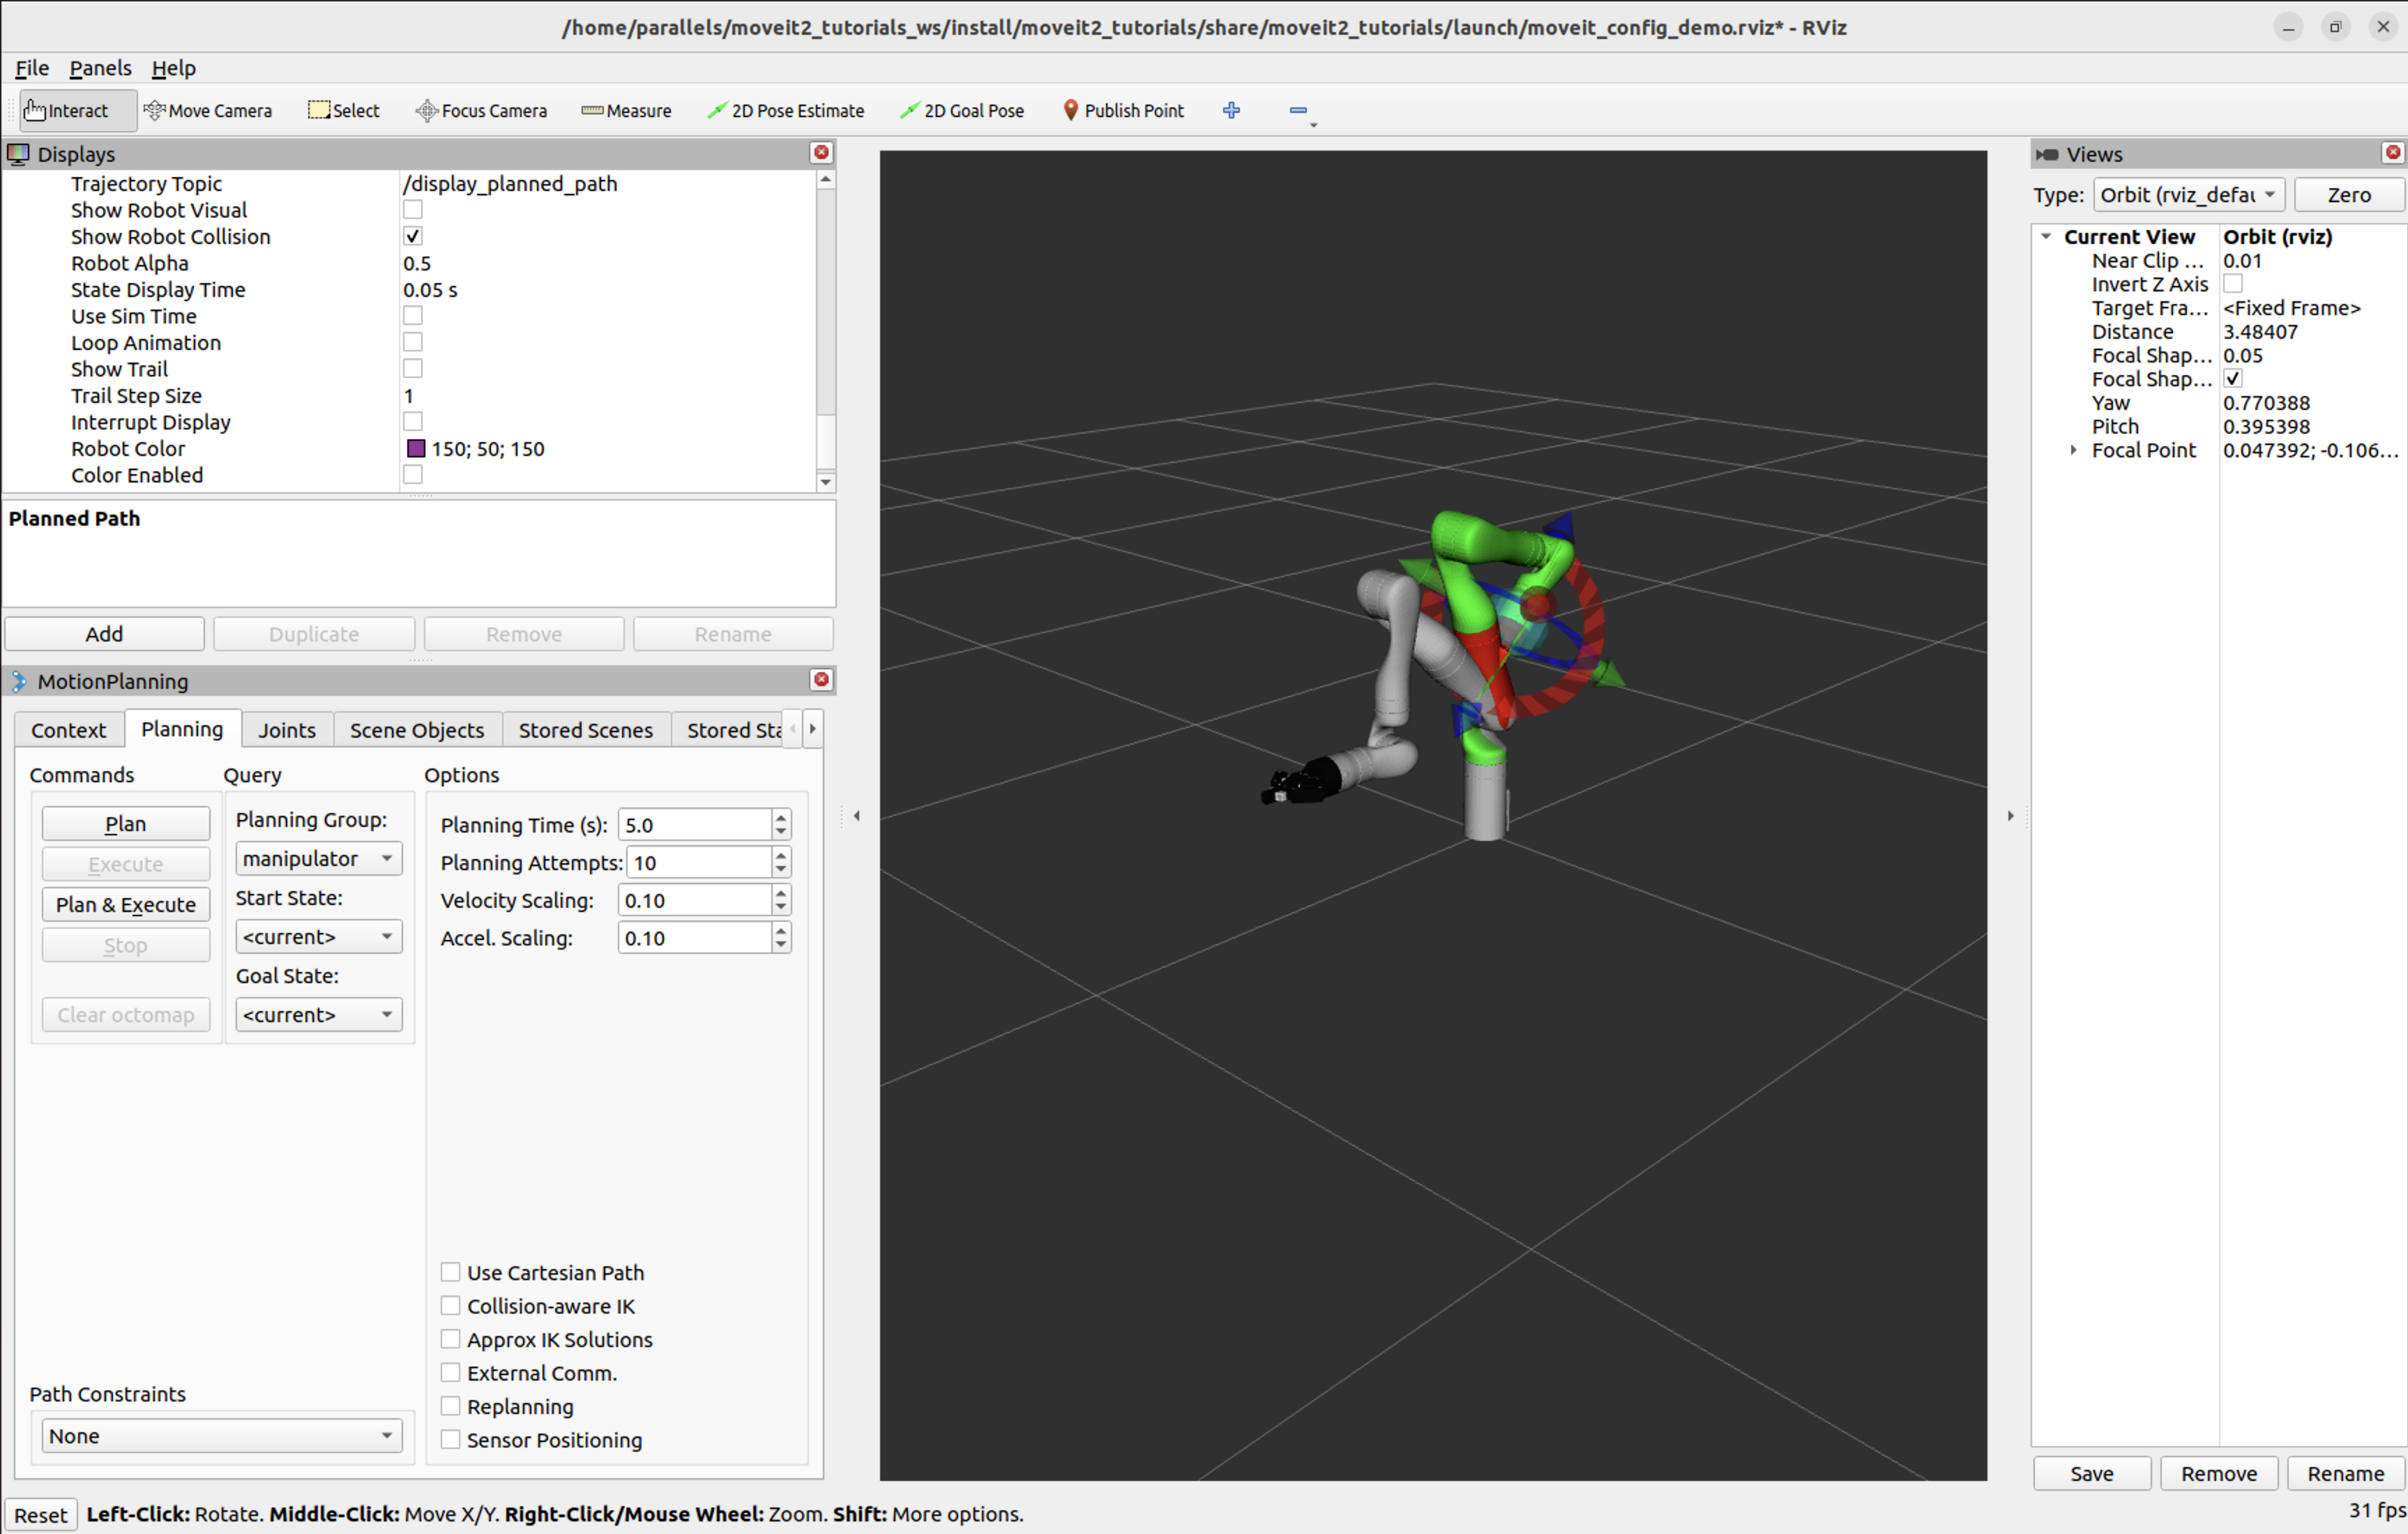 /home/parallels/moveit2_tutorials_ws/install/moveit2_tutorials/share/moveit2_tutorials/launch/moveit_config_demo.rviz* - RViz
File Panels Help
Interact Move Camera Select Focus Camera Measure 2D Pose Estimate 2D Goal Pose Publish Point
Displays
Trajectory Topic /display_planned_path
Show Robot Visual
Show Robot Collision
Robot Alpha 0.5
State Display Time 0.05 s
Use Sim Time
Loop Animation
Show Trail
Trail Step Size 1
Interrupt Display
Robot Color 150; 50; 150
Color Enabled
Planned Path
Add Duplicate Remove Rename
MotionPlanning
Context Planning Joints Scene Objects Stored Scenes Stored Sta
Commands
Plan
Execute
Plan & Execute
Stop
Clear octomap
Query
Planning Group:
manipulator
Start State:
<current>
Goal State:
<current>
Options
Planning Time (s): 5.0
Planning Attempts: 10
Velocity Scaling: 0.10
Accel. Scaling: 0.10
Use Cartesian Path
Collision-aware IK
Approx IK Solutions
External Comm.
Replanning
Sensor Positioning
Path Constraints
None
Views
Type: Orbit (rviz_defau Zero
Current View Orbit (rviz)
Near Clip ... 0.01
Invert Z Axis
Target Fra... <Fixed Frame>
Distance 3.48407
Focal Shap... 0.05
Focal Shap...
Yaw 0.770388
Pitch 0.395398
Focal Point 0.047392; -0.106...
Save Remove Rename
Reset Left-Click: Rotate. Middle-Click: Move X/Y. Right-Click/Mouse Wheel: Zoom. Shift: More options.
31 fps